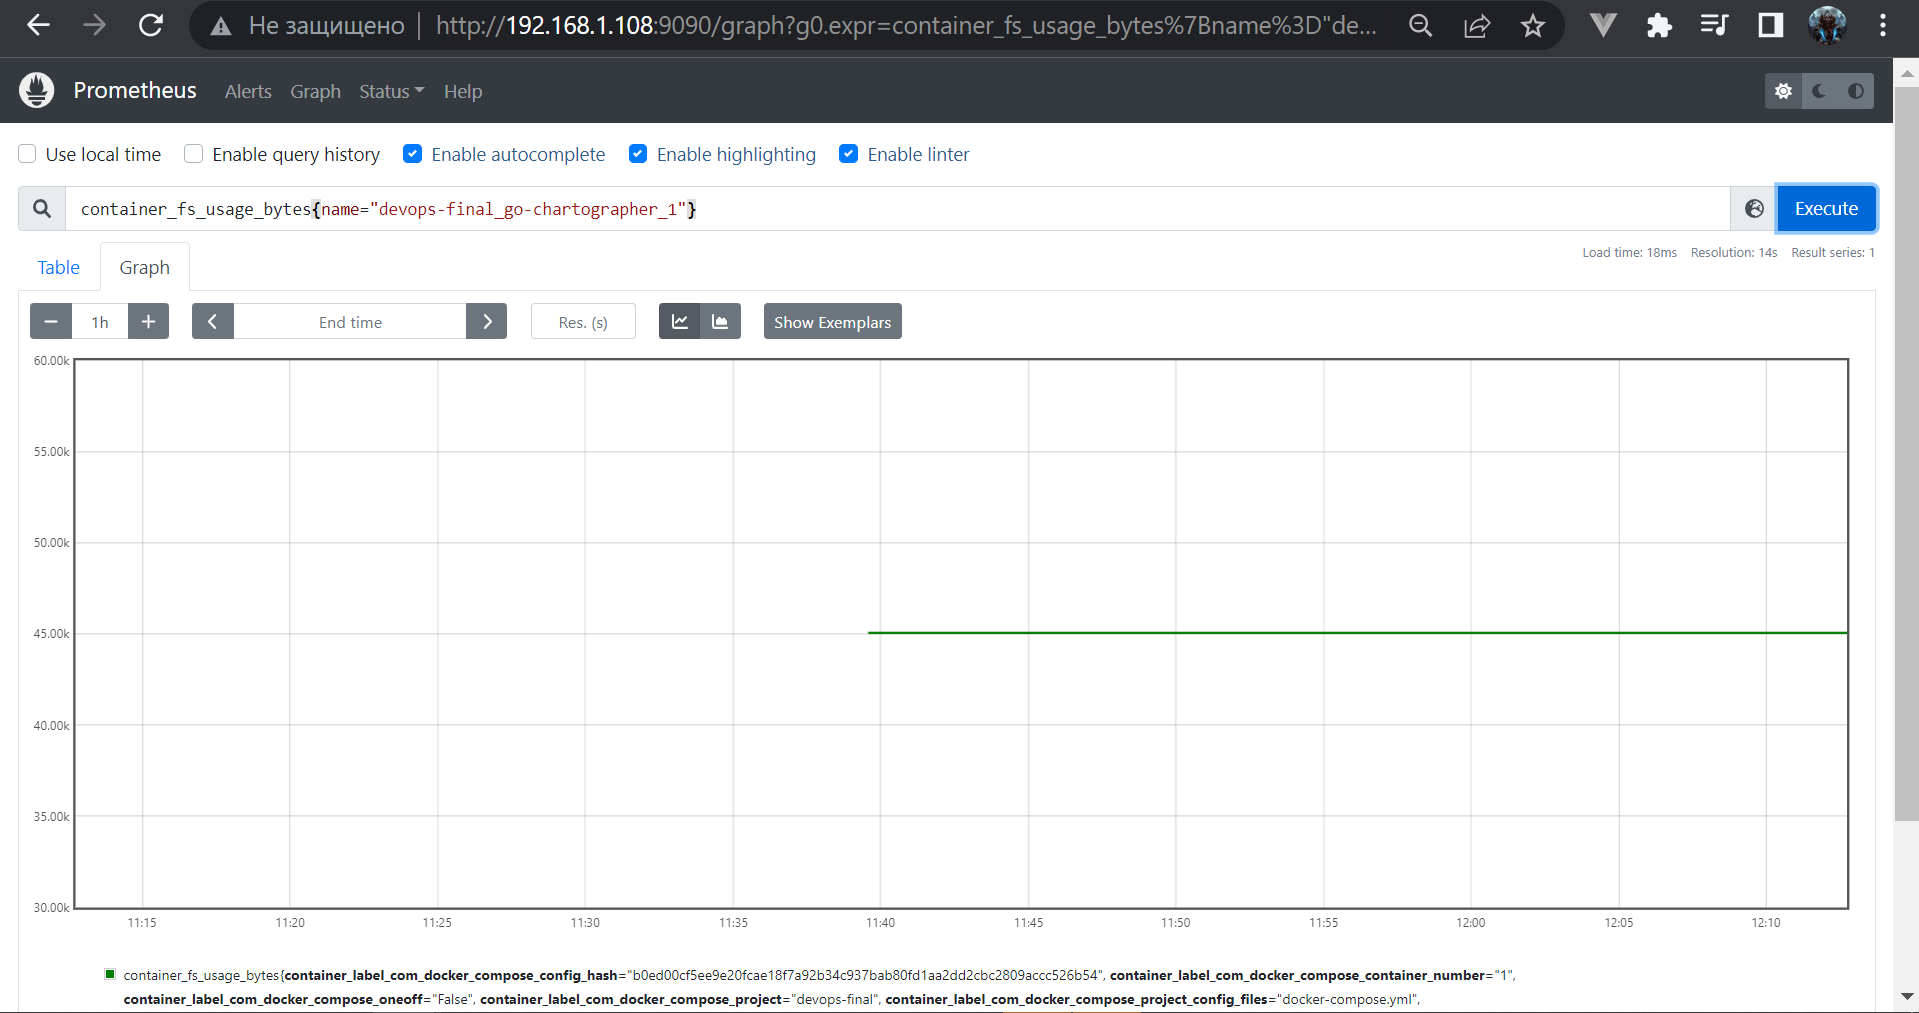 Не защищено http://192.168.1.108:9090/graph?g0.expr=container_fs_usage_bytes%7Bname%3D"de...
Prometheus Alerts Graph Status Help
Use local time Enable query history Enable autocomplete Enable highlighting Enable linter
container_fs_usage_bytes{name="devops-final_go-chartographer_1"} Execute
Load time: 18ms Resolution: 14s Result series: 1
Table Graph
− 1h + End time Res. (s) Show Exemplars
60.00k
55.00k
50.00k
45.00k
40.00k
35.00k
30.00k
11:15 11:20 11:25 11:30 11:35 11:40 11:45 11:50 11:55 12:00 12:05 12:10
container_fs_usage_bytes{container_label_com_docker_compose_config_hash="b0ed00cf5ee9e20fcae18f7a92b34c937bab80fd1aa2dd2cbc2809accc526b54", container_label_com_docker_compose_container_number="1",
container_label_com_docker_compose_oneoff="False", container_label_com_docker_compose_project="devops-final", container_label_com_docker_compose_project_config_files="docker-compose.yml",